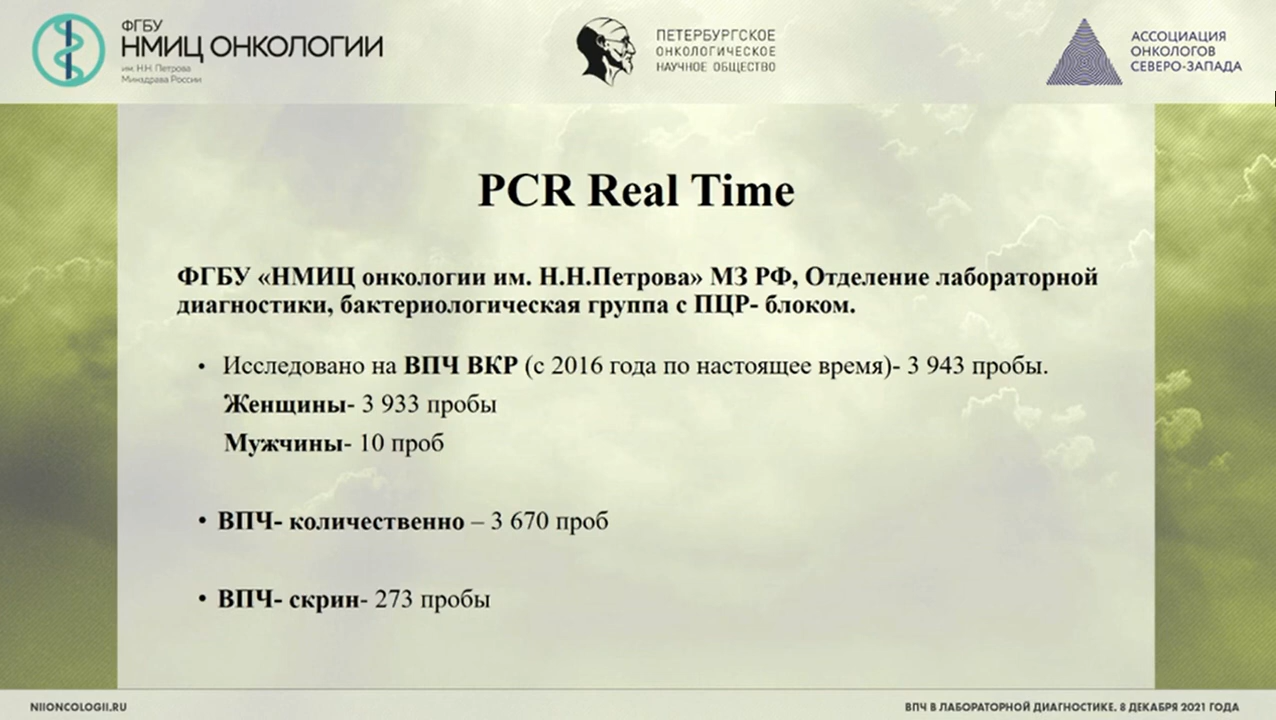 ФГБУ
НМИЦ ОНКОЛОГИИ
им. Н.Н. Петрова
Минздрава России
ПЕТЕРБУРГСКОЕ
ОНКОЛОГИЧЕСКОЕ
НАУЧНОЕ ОБЩЕСТВО
АССОЦИАЦИЯ
ОНКОЛОГОВ
СЕВЕРО-ЗАПАДА
PCR Real Time
ФГБУ «НМИЦ онкологии им. Н.Н.Петрова» МЗ РФ, Отделение лабораторной
диагностики, бактериологическая группа с ПЦР- блоком.
• Исследовано на ВПЧ ВКР (с 2016 года по настоящее время)- 3 943 пробы.
Женщины- 3 933 пробы
Мужчины- 10 проб
• ВПЧ- количественно – 3 670 проб
• ВПЧ- скрин- 273 пробы
NIIONCOLOGII.RU
ВПЧ В ЛАБОРАТОРНОЙ ДИАГНОСТИКЕ. 8 ДЕКАБРЯ 2021 ГОДА